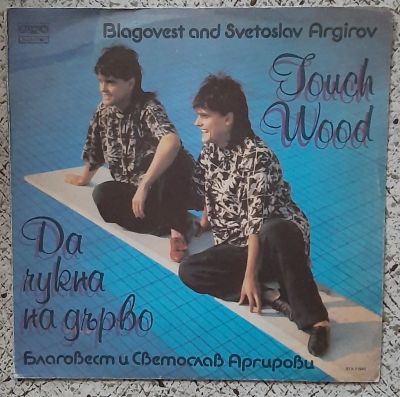 Blagovest and Svetoslav Argirov
Touch
Wood
Да
чукна
на дърво
Благовест и Светослав Аргирови